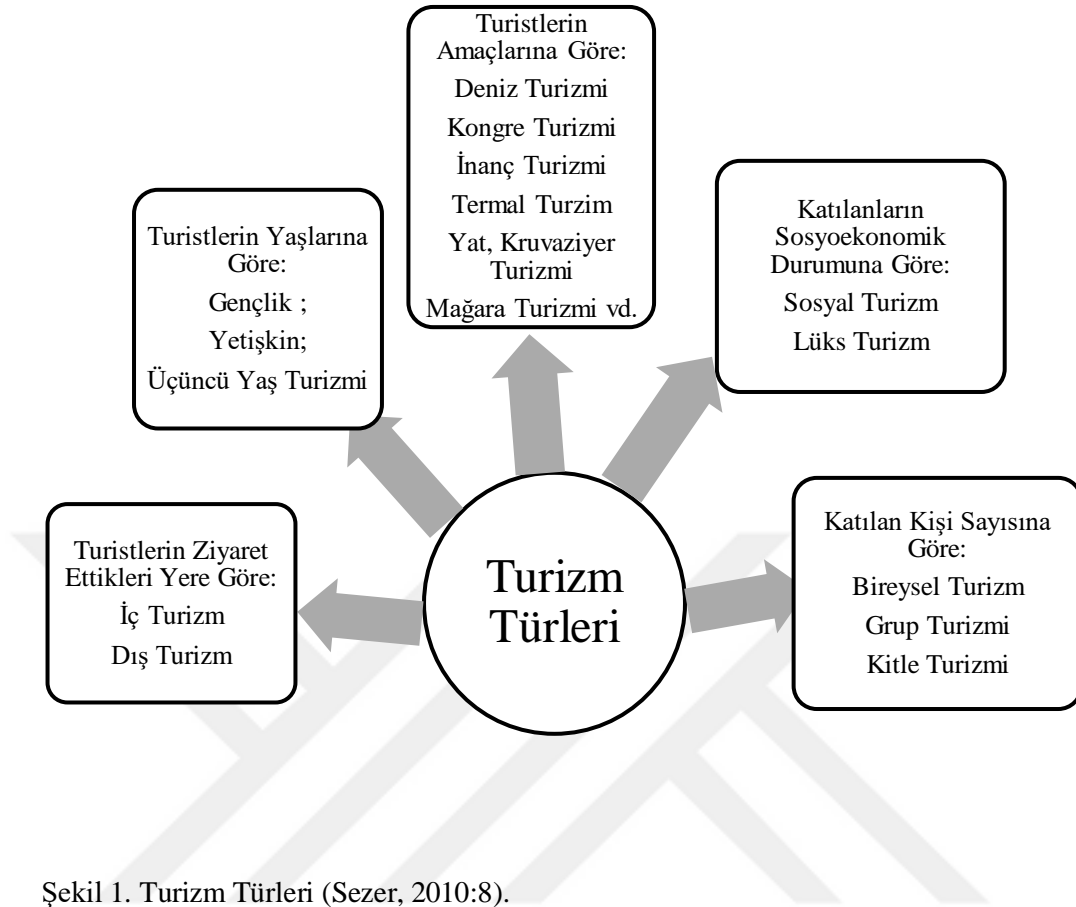 Turistlerin
Amaçlarına Göre:
Deniz Turizmi
Kongre Turizmi
İnanç Turizmi
Termal Turzim
Yat, Kruvaziyer
Turizmi
Mağara Turizmi vd.
Turistlerin Yaşlarına
Göre:
Gençlik ;
Yetişkin;
Üçüncü Yaş Turizmi
Katılanların
Sosyoekonomik
Durumuna Göre:
Sosyal Turizm
Lüks Turizm
Turistlerin Ziyaret
Ettikleri Yere Göre:
İç Turizm
Dış Turizm
Turizm
Türleri
Katılan Kişi Sayısına
Göre:
Bireysel Turizm
Grup Turizmi
Kitle Turizmi
Şekil 1. Turizm Türleri (Sezer, 2010:8).